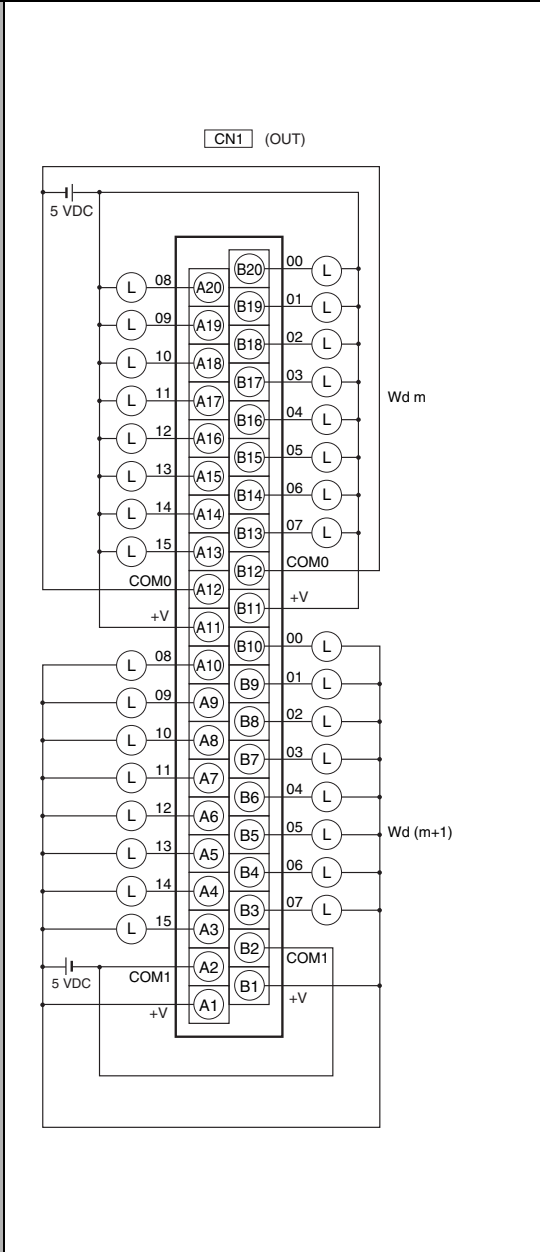 CN1 (OUT)
5 VDC
00 L
B20
L 08 A20
01 L
B19
L 09 A19
02 L
B18
L 10 A18
03 L
B17
L 11 A17
Wd m
04 L
B16
L 12 A16
05 L
B15
L 13 A15
06 L
B14
L 14 A14
07 L
B13
L 15 A13
COM0
B12
COM0
A12
+V
B11
+V
A11
00 L
B10
L 08 A10
01 L
B9
L 09 A9
02 L
B8
L 10 A8
03 L
B7
L 11 A7
04 L
B6
L 12 A6
05 L
B5
Wd (m+1)
L 13 A5
06 L
B4
L 14 A4
07 L
B3
L 15 A3
B2
COM1
5 VDC
COM1
A2
B1
+V
+V
A1